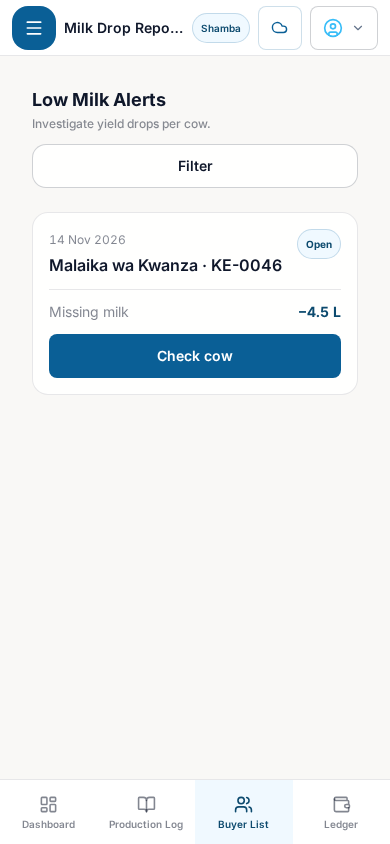 Milk Drop Repo...
Shamba
Low Milk Alerts
Investigate yield drops per cow.
Filter
14 Nov 2026
Open
Malaika wa Kwanza · KE-0046
Missing milk
−4.5 L
Check cow
Dashboard
Production Log
Buyer List
Ledger